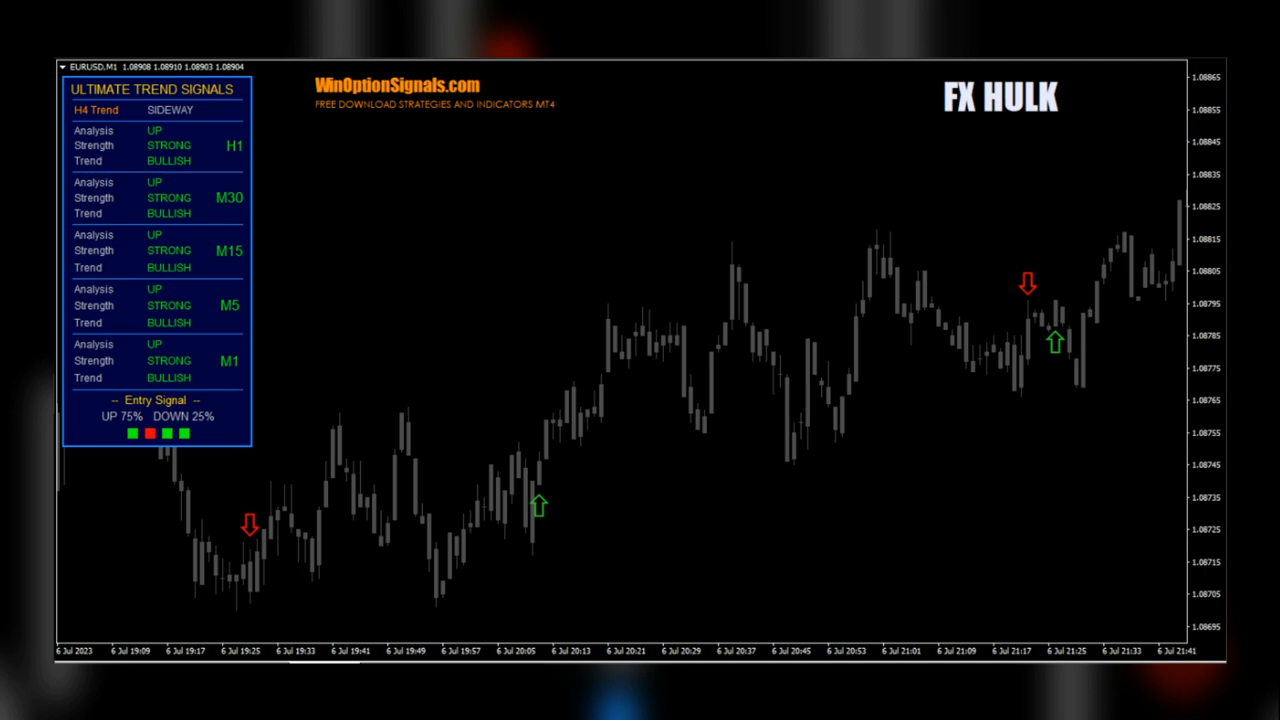 EURUSD,M1 1.08908 1.08910 1.08903 1.08904
ULTIMATE TREND SIGNALS
H4 Trend SIDEWAY
Analysis UP
Strength STRONG H1
Trend BULLISH
Analysis UP
Strength STRONG M30
Trend BULLISH
Analysis UP
Strength STRONG M15
Trend BULLISH
Analysis UP
Strength STRONG M5
Trend BULLISH
Analysis UP
Strength STRONG M1
Trend BULLISH
-- Entry Signal --
UP 75% DOWN 25%
WinOptionSignals.com
FREE DOWNLOAD STRATEGIES AND INDICATORS MT4
FX HULK
1.08865
1.08855
1.08845
1.08835
1.08825
1.08815
1.08805
1.08795
1.08785
1.08775
1.08765
1.08755
1.08745
1.08735
1.08725
1.08715
1.08705
1.08695
6 Jul 2023 6 Jul 19:09 6 Jul 19:17 6 Jul 19:25 6 Jul 19:33 6 Jul 19:41 6 Jul 19:49 6 Jul 19:57 6 Jul 20:05 6 Jul 20:13 6 Jul 20:21 6 Jul 20:29 6 Jul 20:37 6 Jul 20:45 6 Jul 20:53 6 Jul 21:01 6 Jul 21:09 6 Jul 21:17 6 Jul 21:25 6 Jul 21:33 6 Jul 21:41